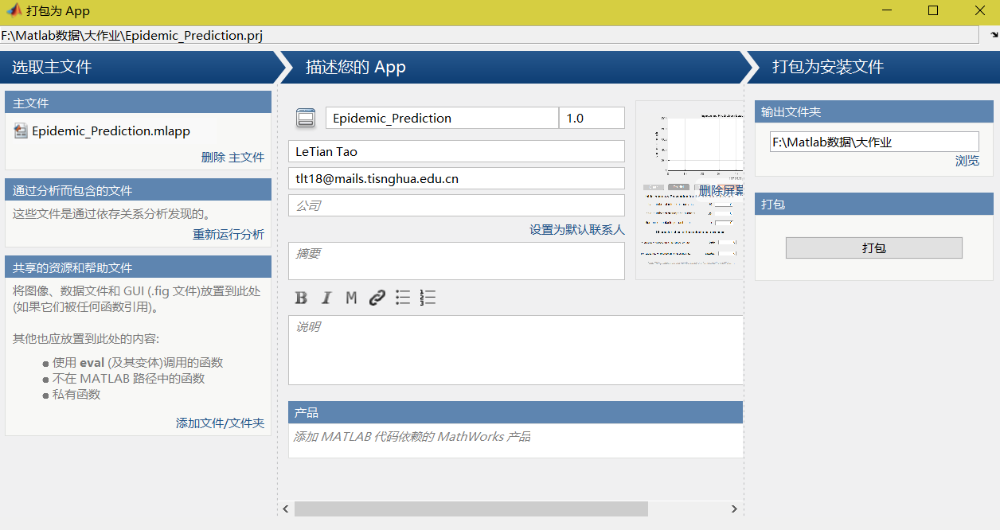 打包为 App
F:\Matlab数据\大作业\Epidemic_Prediction.prj
选取主文件
描述您的 App
打包为安装文件
主文件
Epidemic_Prediction.mlapp
删除 主文件
通过分析而包含的文件
这些文件是通过依存关系分析发现的。
重新运行分析
共享的资源和帮助文件
将图像、数据文件和 GUI (.fig 文件)放置到此处
(如果它们被任何函数引用)。
其他也应放置到此处的内容:
使用 eval (及其变体)调用的函数
不在 MATLAB 路径中的函数
私有函数
添加文件/文件夹
Epidemic_Prediction
1.0
LeTian Tao
tlt18@mails.tisnghua.edu.cn
公司
设置为默认联系人
摘要
B I M
说明
产品
添加 MATLAB 代码依赖的 MathWorks 产品
Epidemic Prediction
删除屏幕
输出文件夹
F:\Matlab数据\大作业
浏览
打包
打包